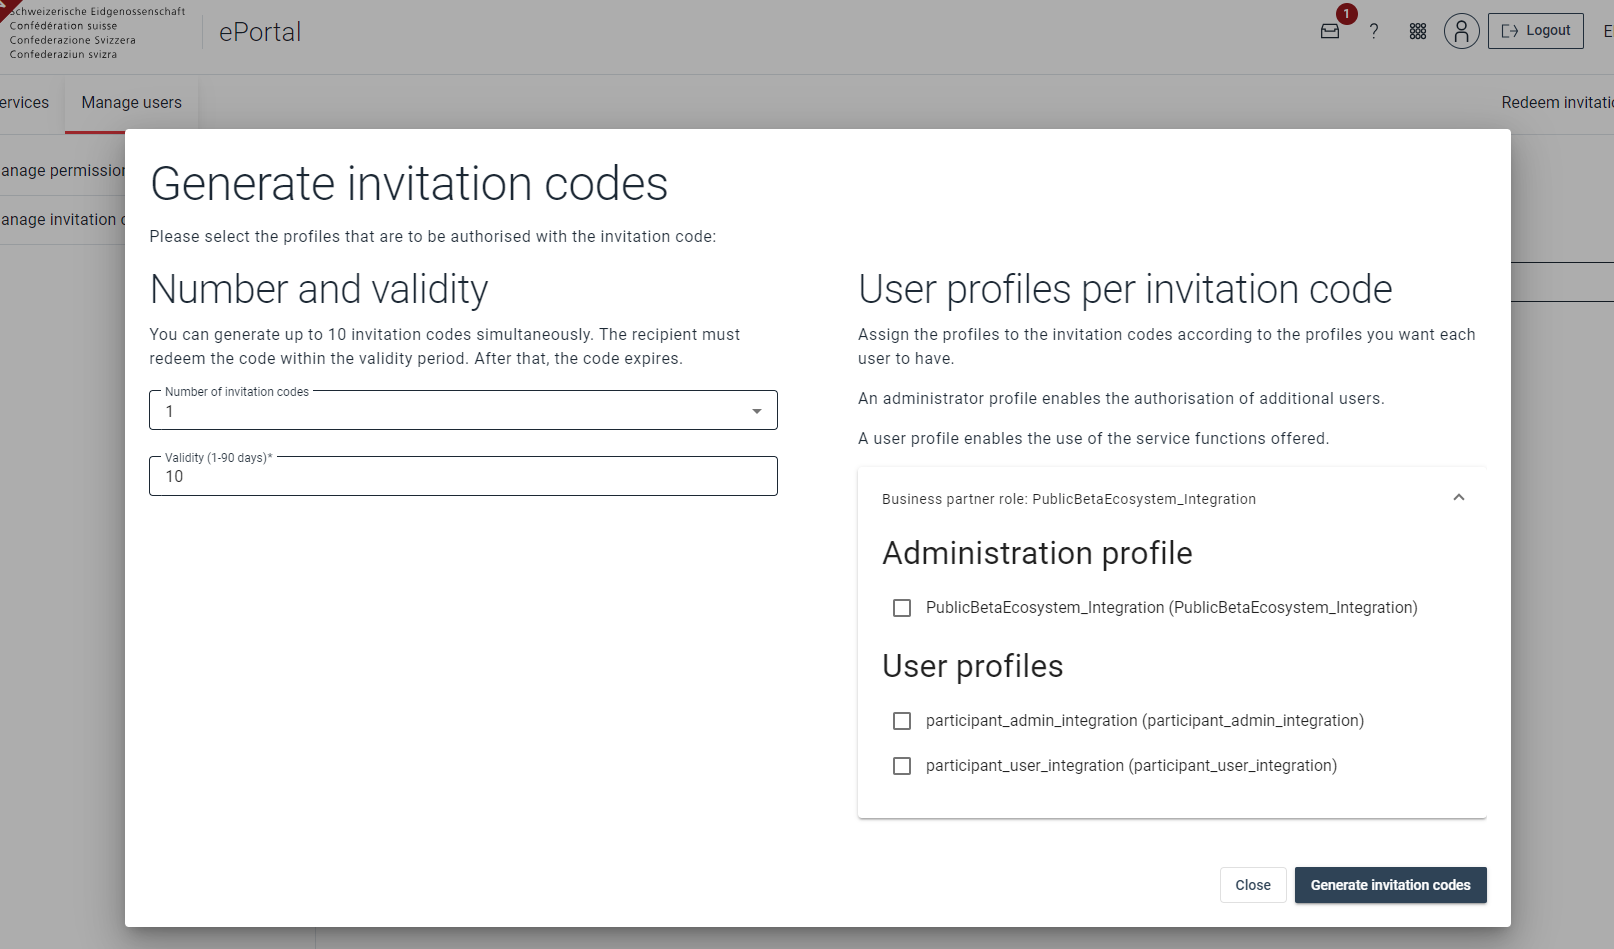 Schweizerische Eidgenossenschaft
Confédération suisse
Confederazione Svizzera
Confederaziun svizra
ePortal
1
?
Logout
ervices
Manage users
Redeem invitatio
anage permission
anage invitation c
Generate invitation codes
Please select the profiles that are to be authorised with the invitation code:
Number and validity
You can generate up to 10 invitation codes simultaneously. The recipient must
redeem the code within the validity period. After that, the code expires.
Number of invitation codes
1
Validity (1-90 days)*
10
User profiles per invitation code
Assign the profiles to the invitation codes according to the profiles you want each
user to have.
An administrator profile enables the authorisation of additional users.
A user profile enables the use of the service functions offered.
Business partner role: PublicBetaEcosystem_Integration
Administration profile
PublicBetaEcosystem_Integration (PublicBetaEcosystem_Integration)
User profiles
participant_admin_integration (participant_admin_integration)
participant_user_integration (participant_user_integration)
Close
Generate invitation codes